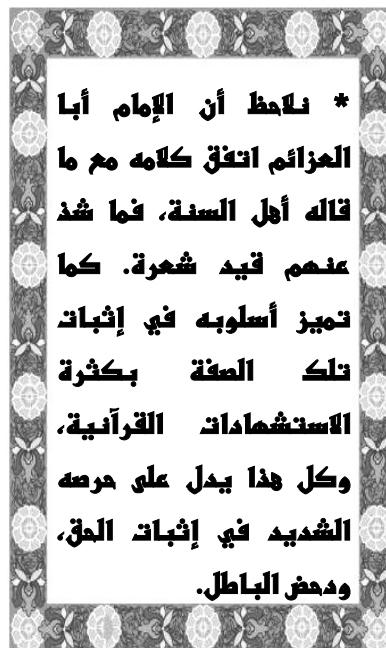 * نلاحظ أن الإمام أبا
العزائم اتفق كلامه مع ما
قاله أهل السنة، فما شذ
عنهم قيد شعرة. كما
تميز أسلوبه في إثبات
تلك الصفة بكثرة
الاستشهادات القرآنية،
وكل هذا يدل على حرصه
الشديد في إثبات الحق،
ودحض الباطل.